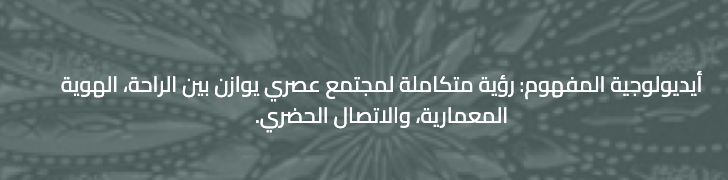 أيديولوجية المفهوم: رؤية متكاملة لمجتمع عصري يوازن بين الراحة، الهوية
المعمارية، والاتصال الحضري.